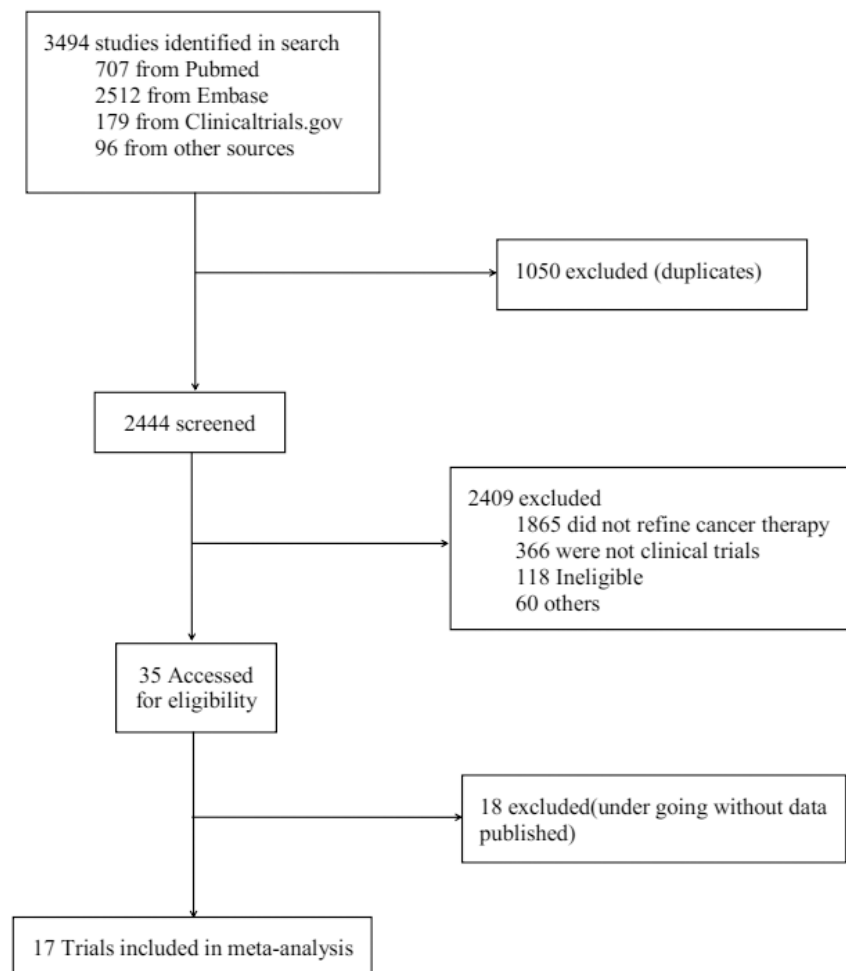 3494 studies identified in search
707 from Pubmed
2512 from Embase
179 from Clinicaltrials.gov
96 from other sources
1050 excluded (duplicates)
2444 screened
2409 excluded
1865 did not refine cancer therapy
366 were not clinical trials
118 Ineligible
60 others
35 Accessed
for eligibility
18 excluded(under going without data
published)
17 Trials included in meta-analysis